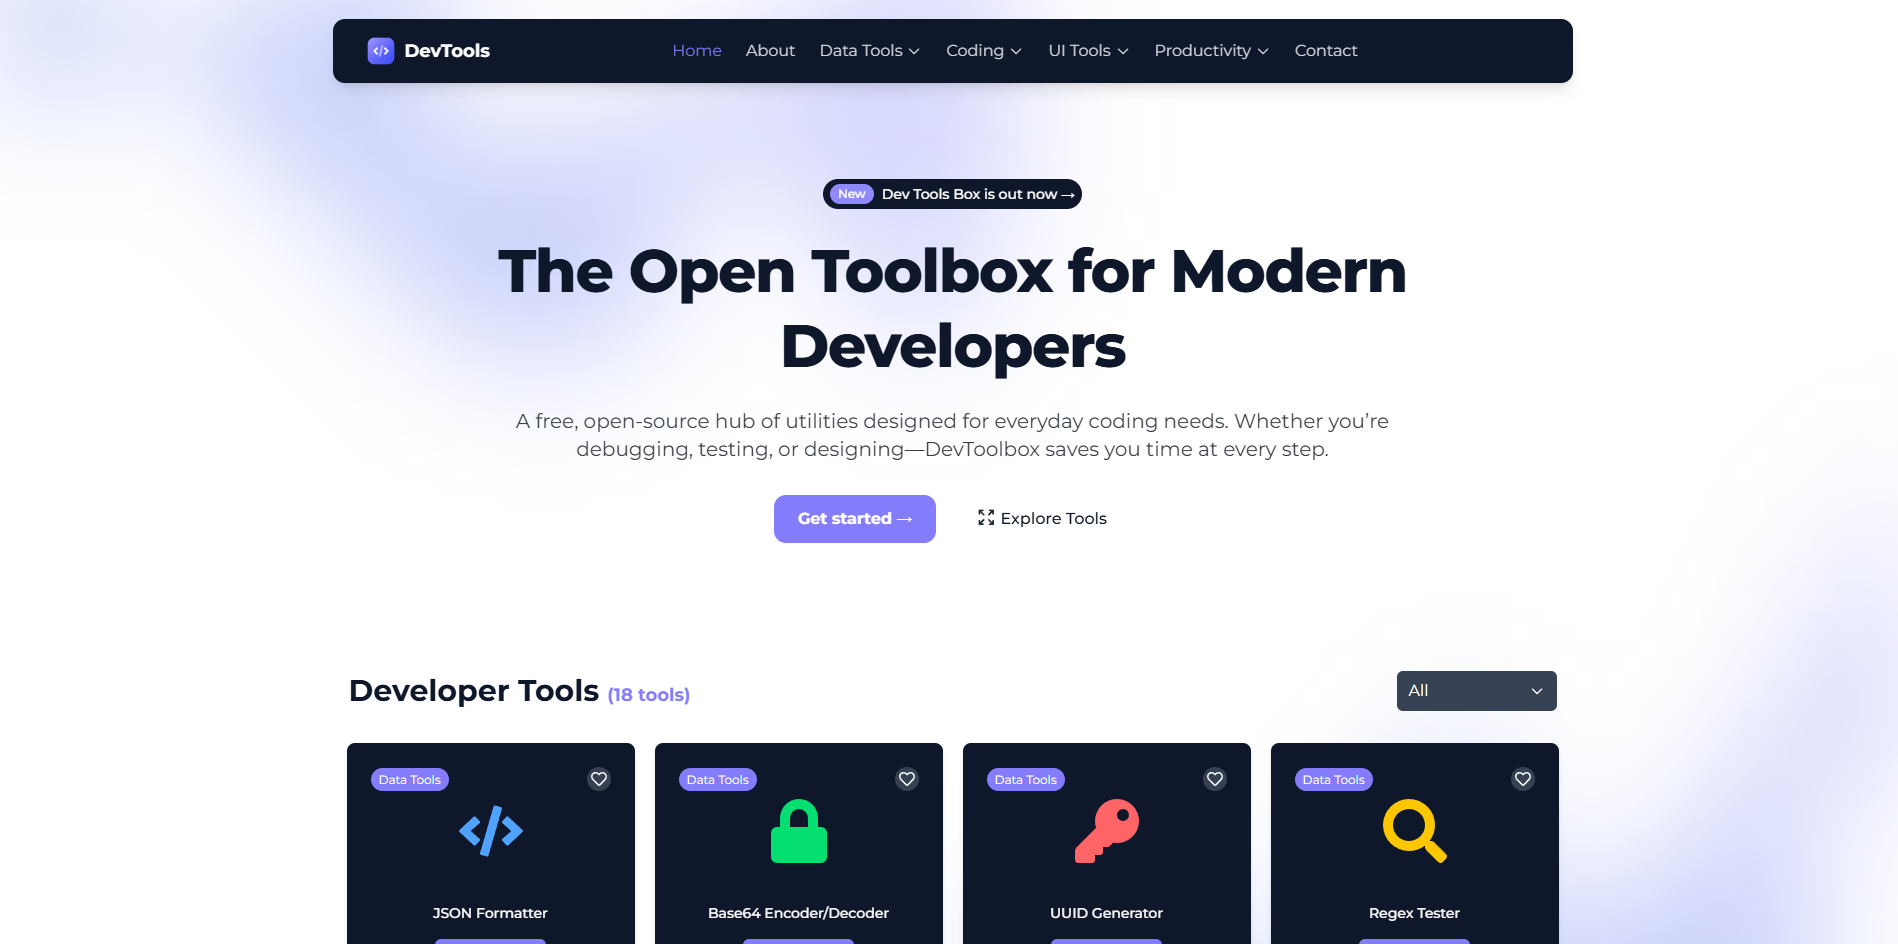 DevTools
Home About Data Tools Coding UI Tools Productivity Contact
New Dev Tools Box is out now →
The Open Toolbox for Modern
Developers
A free, open-source hub of utilities designed for everyday coding needs. Whether you’re
debugging, testing, or designing—DevToolbox saves you time at every step.
Get started → Explore Tools
Developer Tools (18 tools)
All
Data Tools
JSON Formatter
Data Tools
Base64 Encoder/Decoder
Data Tools
UUID Generator
Data Tools
Regex Tester